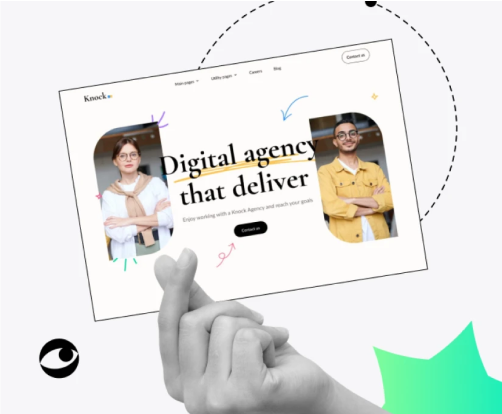 Knock
Main pages
Utility pages
Careers
Blog
Contact us
Digital agency
that deliver
Enjoy working with a Knock Agency and reach your goals
Contact us